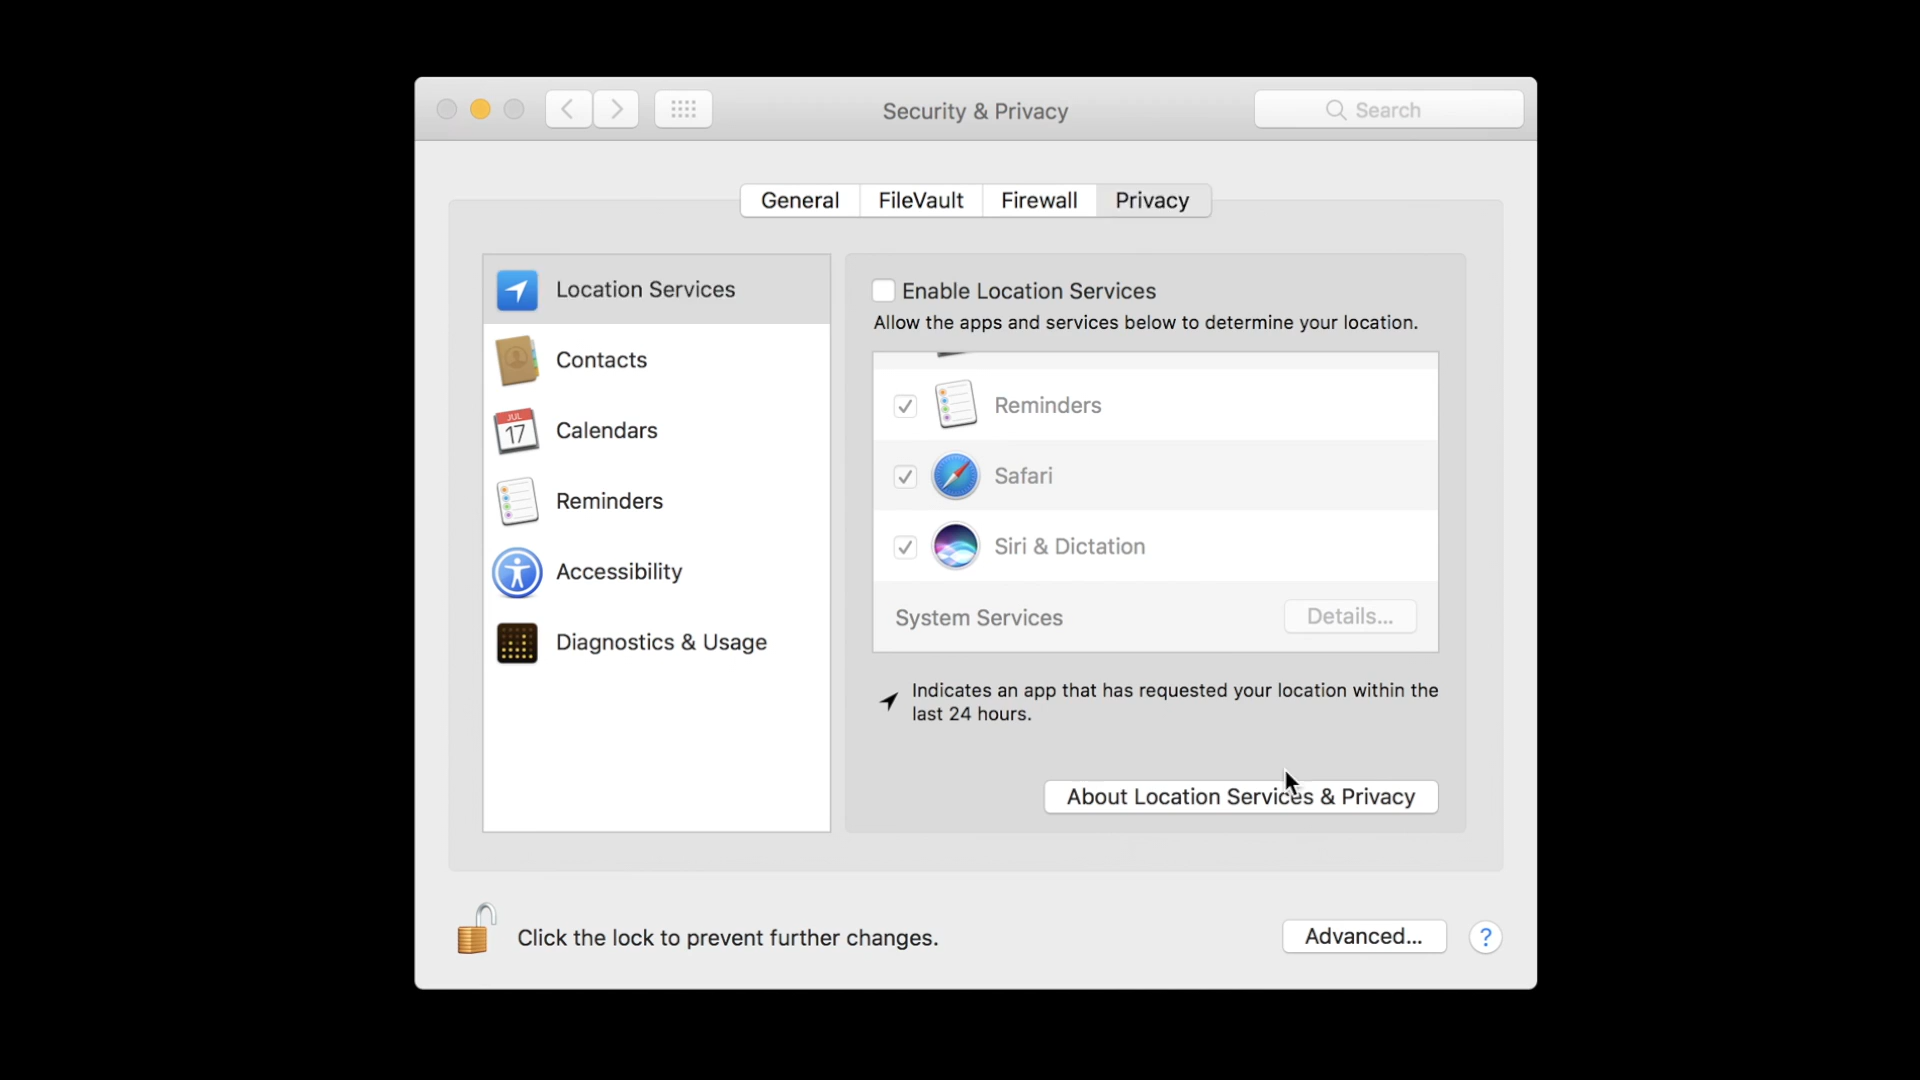 Security & Privacy
Search
General
FileVault
Firewall
Privacy
Location Services
Contacts
JUL
17
Calendars
Reminders
Accessibility
Diagnostics & Usage
Enable Location Services
Allow the apps and services below to determine your location.
Reminders
Safari
Siri & Dictation
System Services
Details...
Indicates an app that has requested your location within the
last 24 hours.
About Location Services & Privacy
Click the lock to prevent further changes.
Advanced...
?